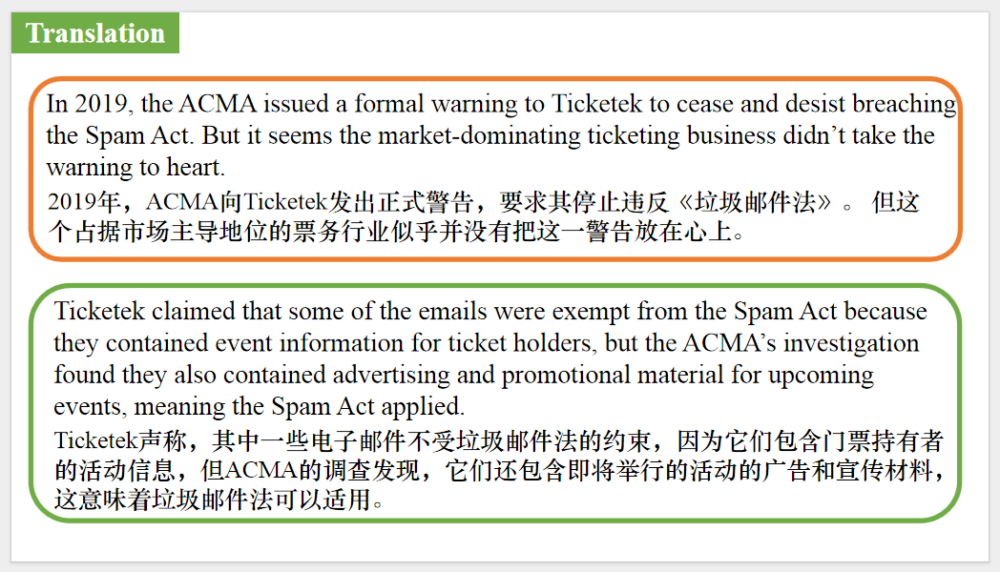 Translation
In 2019, the ACMA issued a formal warning to Ticketek to cease and desist breaching
the Spam Act. But it seems the market-dominating ticketing business didn’t take the
warning to heart.
2019年，ACMA向Ticketek发出正式警告，要求其停止违反《垃圾邮件法》。 但这
个占据市场主导地位的票务行业似乎并没有把这一警告放在心上。
Ticketek claimed that some of the emails were exempt from the Spam Act because
they contained event information for ticket holders, but the ACMA’s investigation
found they also contained advertising and promotional material for upcoming
events, meaning the Spam Act applied.
Ticketek声称，其中一些电子邮件不受垃圾邮件法的约束，因为它们包含门票持有者
的活动信息，但ACMA的调查发现，它们还包含即将举行的活动的广告和宣传材料，
这意味着垃圾邮件法可以适用。